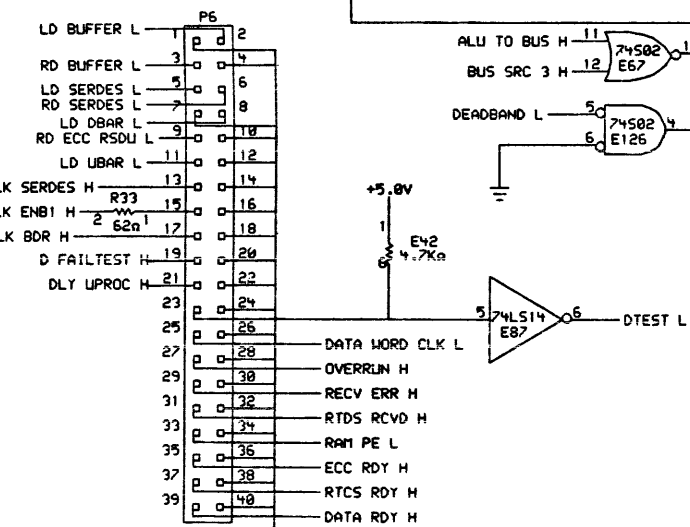 P6
LD BUFFER L 1 2
RD BUFFER L 3 4
LD SERDES L 5 6
RD SERDES L 7 8
LD DBAR L
RD ECC RSDU L 9 10
LD UBAR L 11 12
LK SERDES H 13 14
LK ENB1 H 2 R33 62Ω 1 15 16
LK BDR H 17 18
D FAILTEST H 19 20
DLY UPROC H 21 22
23 24
25 26
DATA WORD CLK L
27 28
OVERRUN H
29 30
RECV ERR H
31 32
RTDS RCVD H
33 34
RAM PE L
35 36
ECC RDY H
37 38
RTCS RDY H
39 40
DATA RDY H
ALU TO BUS H 11
BUS SRC 3 H 12
74S02
E67
1
DEADBAND L 5
6
74S02
E126
4
+5.0V
1
E42
4.7KΩ
5 74LS14 6 DTEST L
E87